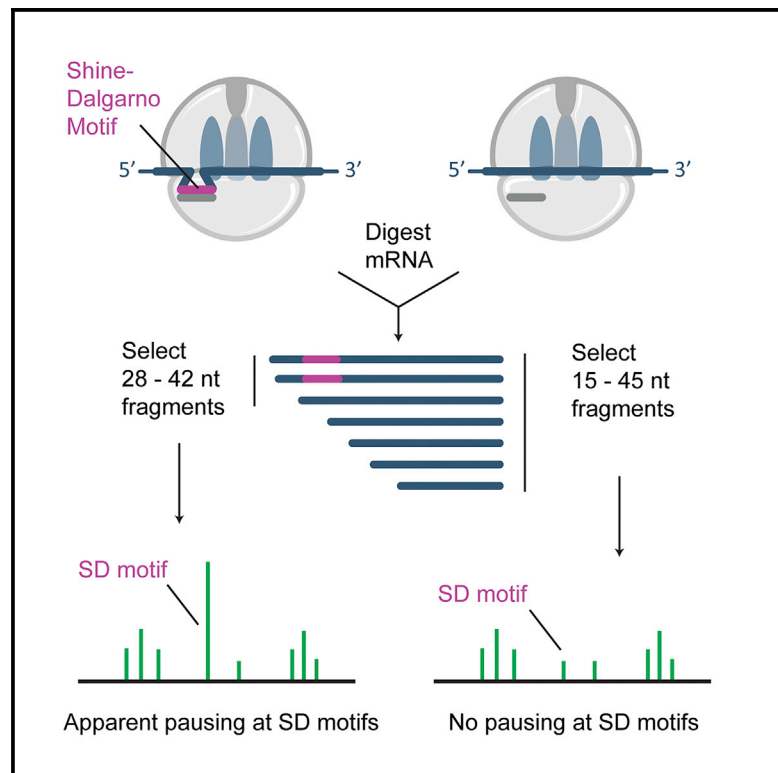 Shine-
Dalgarno
Motif
5′
3′
5′
3′
Digest
mRNA
Select
28 - 42 nt
fragments
Select
15 - 45 nt
fragments
SD motif
SD motif
Apparent pausing at SD motifs
No pausing at SD motifs